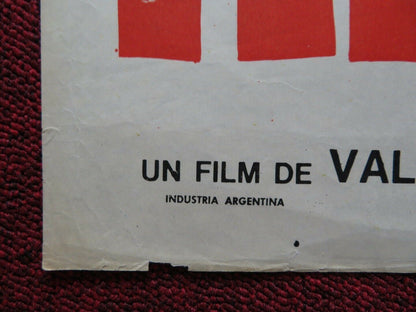 UN FILM DE VAL
INDUSTRIA ARGENTINA